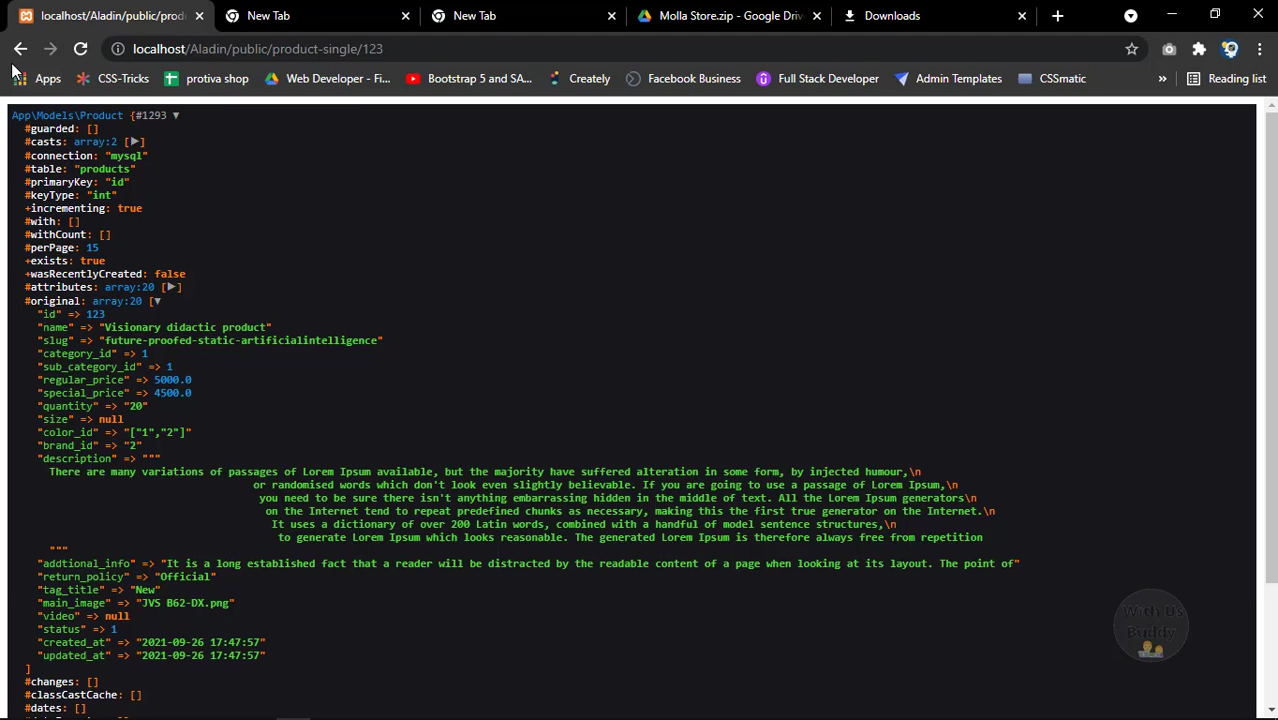 localhost/Aladin/public/prod
New Tab
New Tab
Molla Store.zip - Google Driv
Downloads
localhost/Aladin/public/product-single/123
Apps
CSS-Tricks
protiva shop
Web Developer - Fi...
Bootstrap 5 and SA...
Creately
Facebook Business
Full Stack Developer
Admin Templates
CSSmatic
»
Reading list
App\Models\Product {#1293 ▼
#guarded: []
#casts: array:2 [▶]
#connection: "mysql"
#table: "products"
#primaryKey: "id"
#keyType: "int"
+incrementing: true
#with: []
#withCount: []
#perPage: 15
+exists: true
+wasRecentlyCreated: false
#attributes: array:20 [▶]
#original: array:20 [▼
"id" => 123
"name" => "Visionary didactic product"
"slug" => "future-proofed-static-artificialintelligence"
"category_id" => 1
"sub_category_id" => 1
"regular_price" => 5000.0
"special_price" => 4500.0
"quantity" => "20"
"size" => null
"color_id" => "["1","2"]"
"brand_id" => "2"
"description" => """
There are many variations of passages of Lorem Ipsum available, but the majority have suffered alteration in some form, by injected humour,\n
or randomised words which don't look even slightly believable. If you are going to use a passage of Lorem Ipsum,\n
you need to be sure there isn't anything embarrassing hidden in the middle of text. All the Lorem Ipsum generators\n
on the Internet tend to repeat predefined chunks as necessary, making this the first true generator on the Internet.\n
It uses a dictionary of over 200 Latin words, combined with a handful of model sentence structures,\n
to generate Lorem Ipsum which looks reasonable. The generated Lorem Ipsum is therefore always free from repetition
"""
"addtional_info" => "It is a long established fact that a reader will be distracted by the readable content of a page when looking at its layout. The point of"
"return_policy" => "Official"
"tag_title" => "New"
"main_image" => "JVS B62-DX.png"
"video" => null
"status" => 1
"created_at" => "2021-09-26 17:47:57"
"updated_at" => "2021-09-26 17:47:57"
]
#changes: []
#classCastCache: []
#dates: []
With Us
Buddy